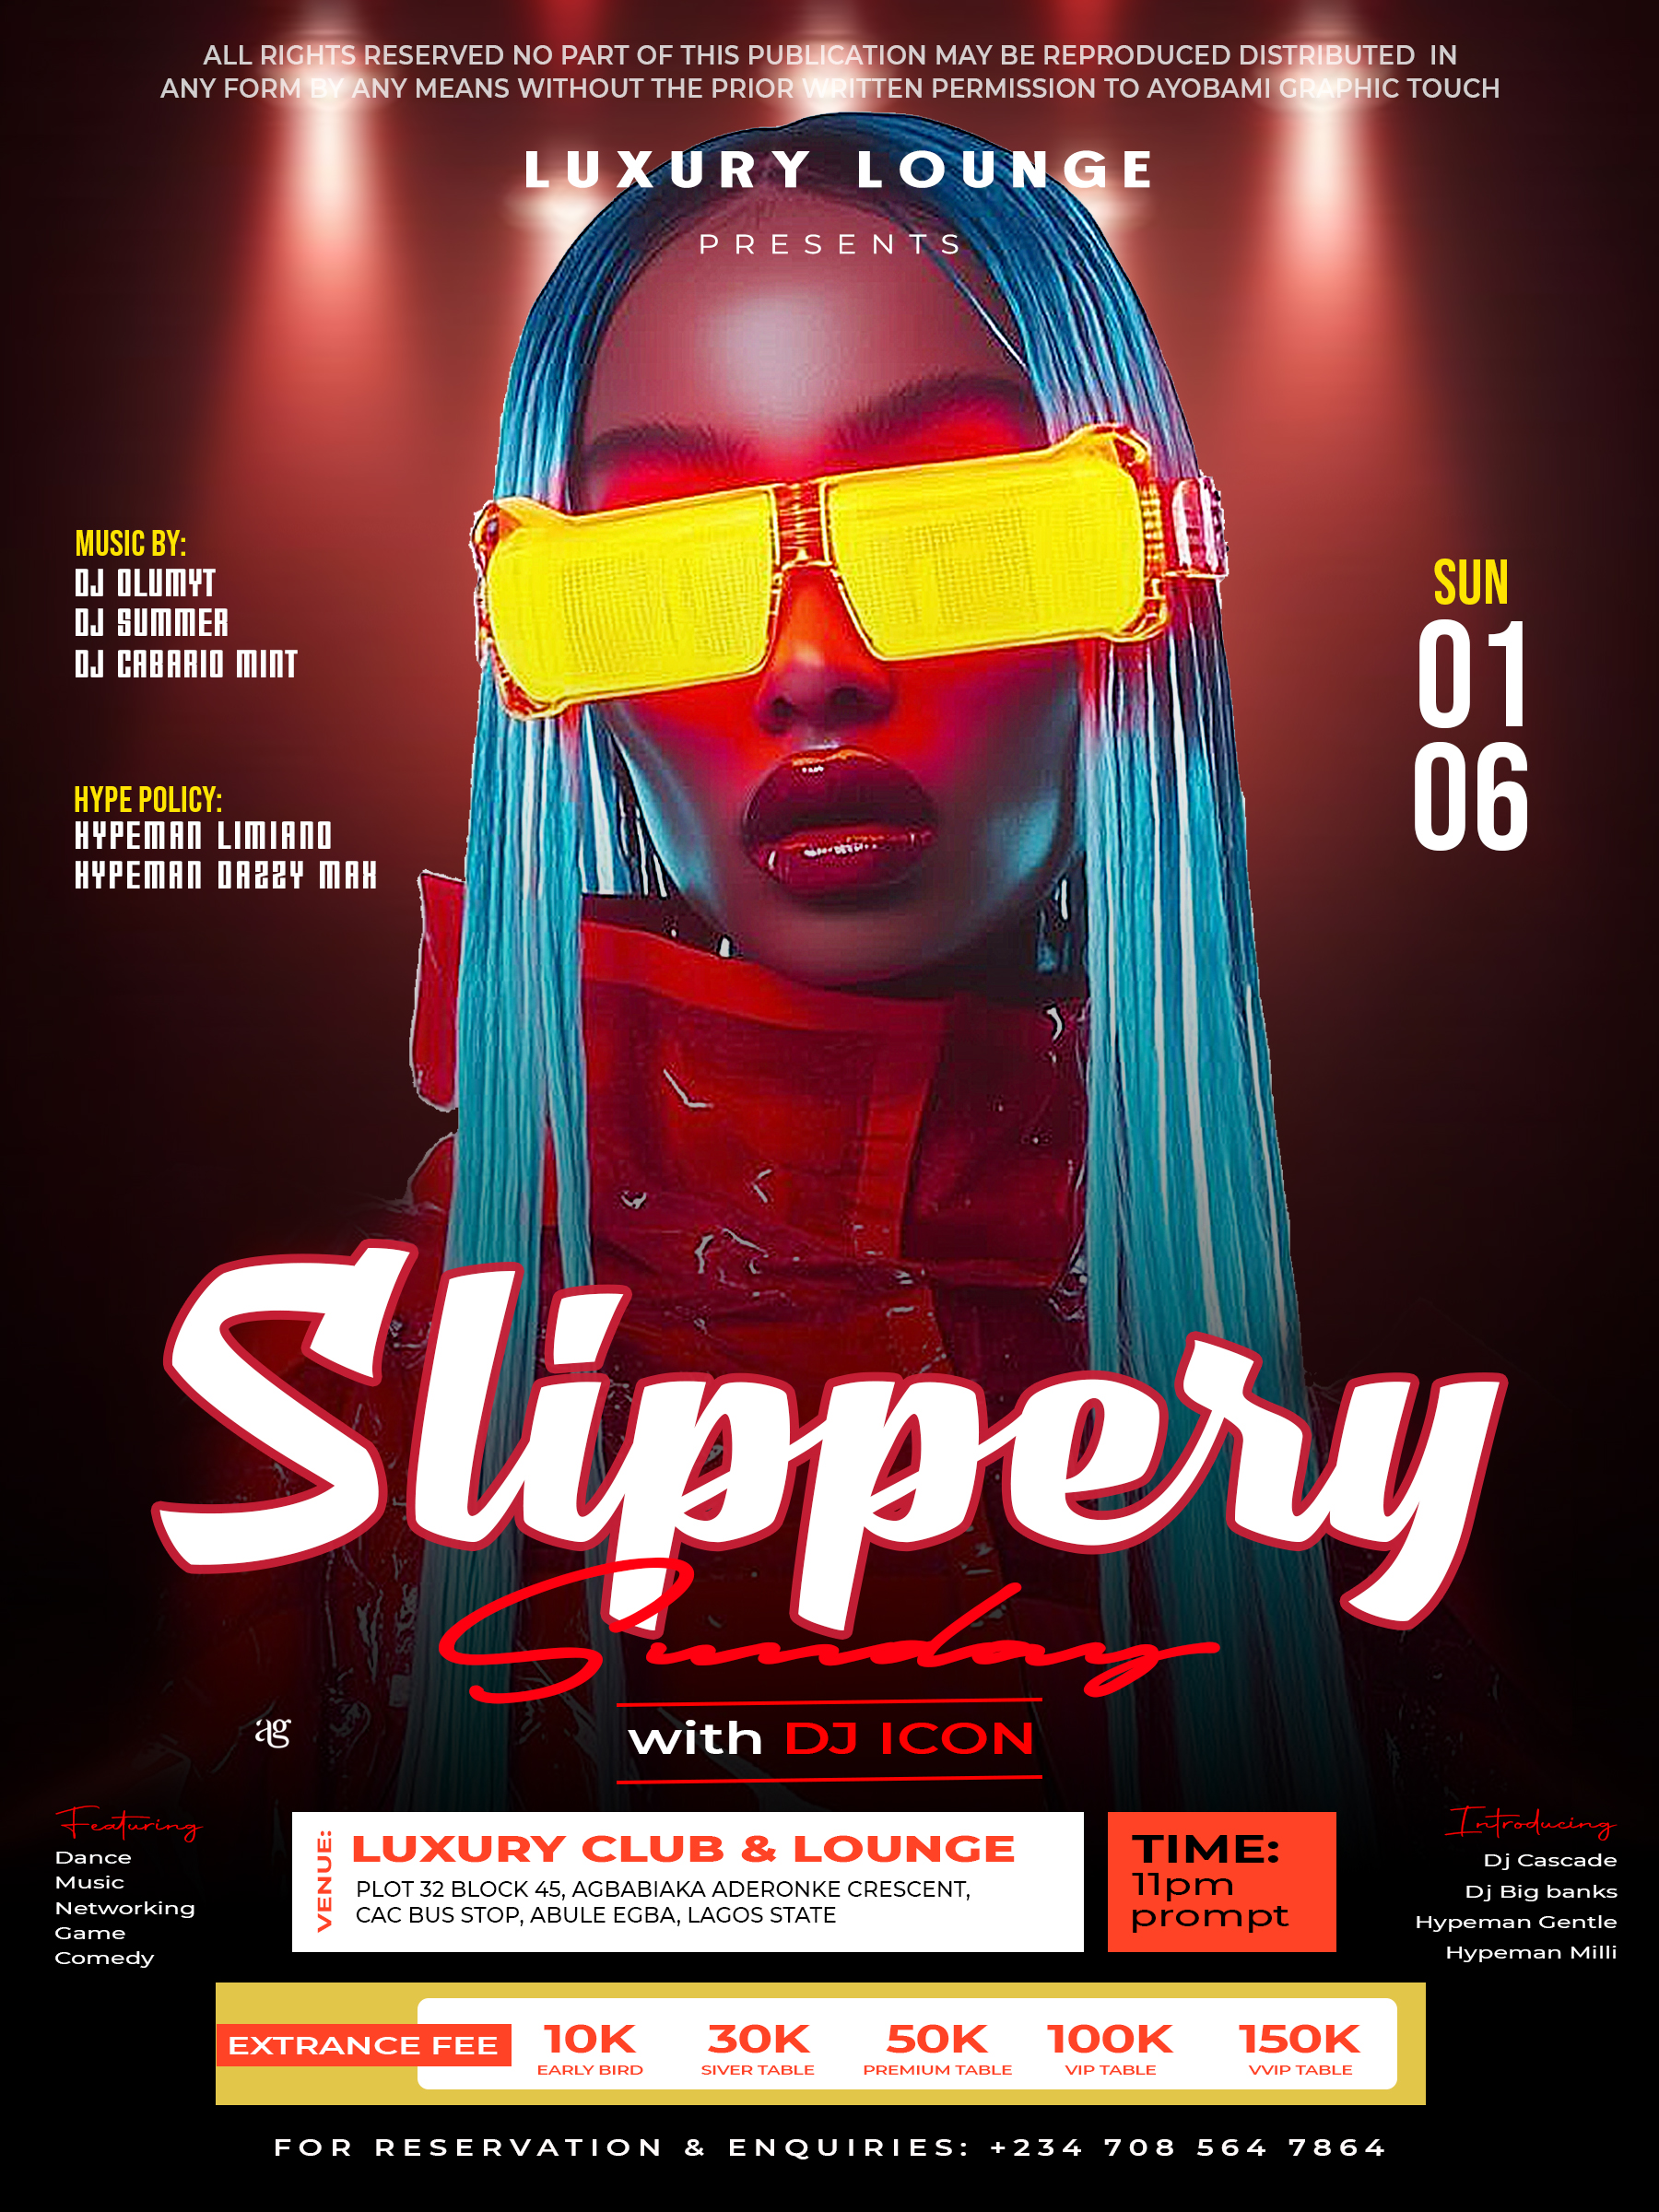 ALL RIGHTS RESERVED NO PART OF THIS PUBLICATION MAY BE REPRODUCED DISTRIBUTED IN
ANY FORM BY ANY MEANS WITHOUT THE PRIOR WRITTEN PERMISSION TO AYOBAMI GRAPHIC TOUCH
LUXURY LOUNGE
PRESENTS
MUSIC BY:
DJ OLUMYT
DJ SUMMER
DJ CABARIO MINT
HYPE POLICY:
HYPEMAN LIMIANO
HYPEMAN DAZZY MAX
SUN
01
06
Slippery
Sunday
with DJ ICON
ag
Featuring
Dance
Music
Networking
Game
Comedy
VENUE:
LUXURY CLUB & LOUNGE
PLOT 32 BLOCK 45, AGBABIAKA ADERONKE CRESCENT,
CAC BUS STOP, ABULE EGBA, LAGOS STATE
TIME:
11pm
prompt
Introducing
Dj Cascade
Dj Big banks
Hypeman Gentle
Hypeman Milli
EXTRANCE FEE
10K
EARLY BIRD
30K
SIVER TABLE
50K
PREMIUM TABLE
100K
VIP TABLE
150K
VVIP TABLE
FOR RESERVATION & ENQUIRIES: +234 708 564 7864